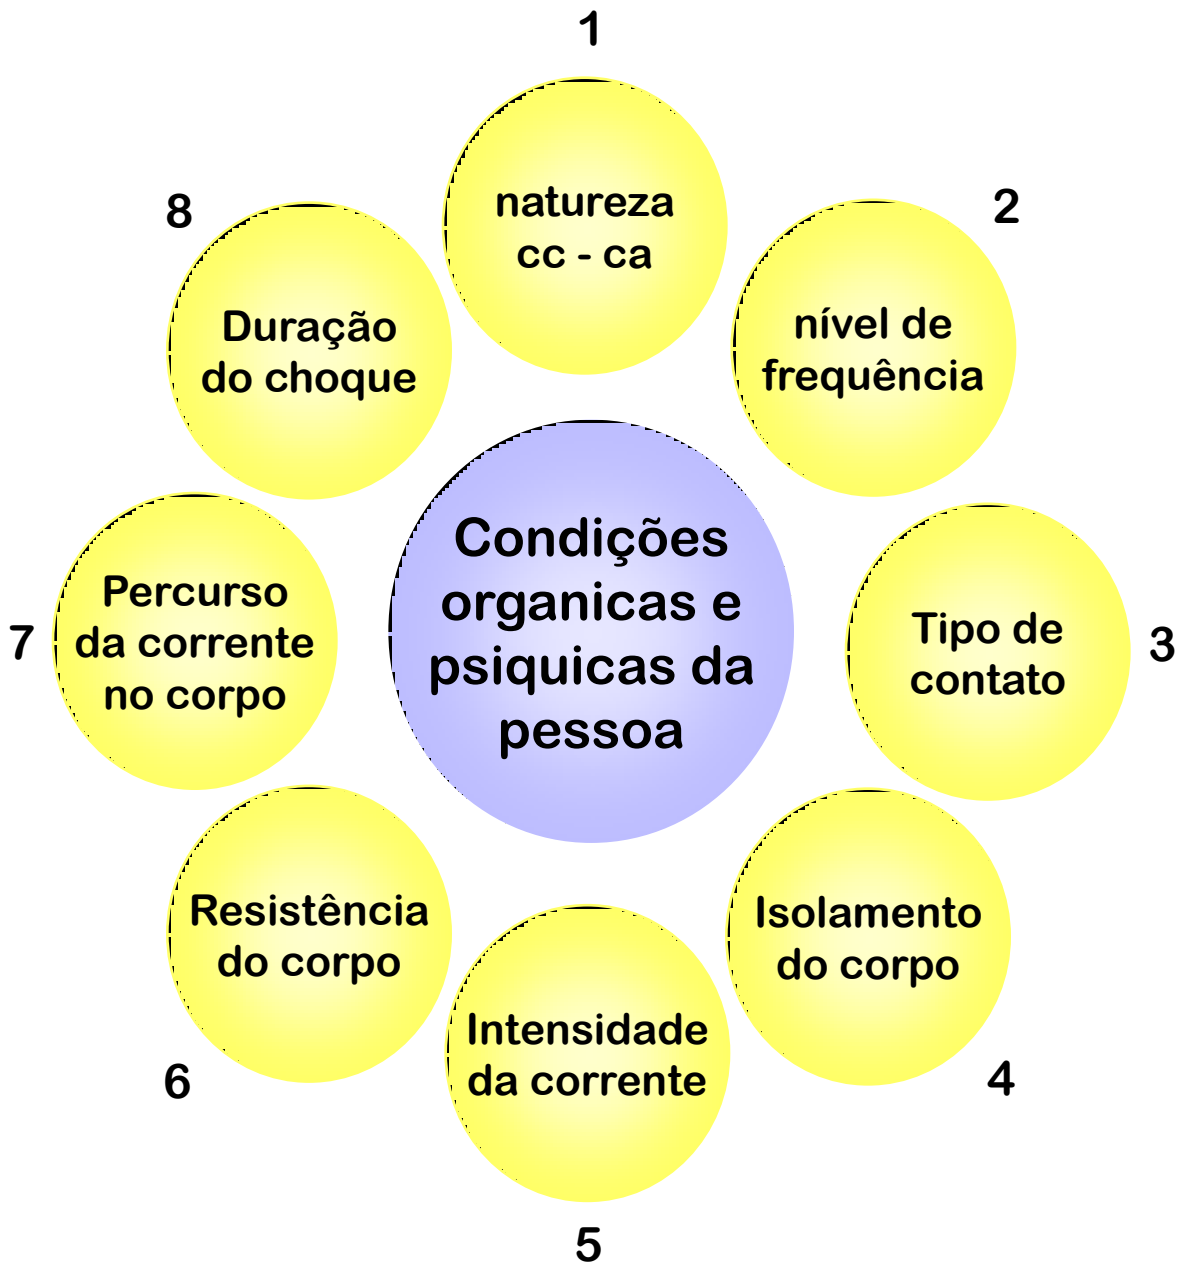 1
natureza
cc - ca
2
nível de
frequência
3
Tipo de
contato
4
Isolamento
do corpo
5
Intensidade
da corrente
6
Resistência
do corpo
7
Percurso
da corrente
no corpo
8
Duração
do choque
Condições
organicas e
psiquicas da
pessoa